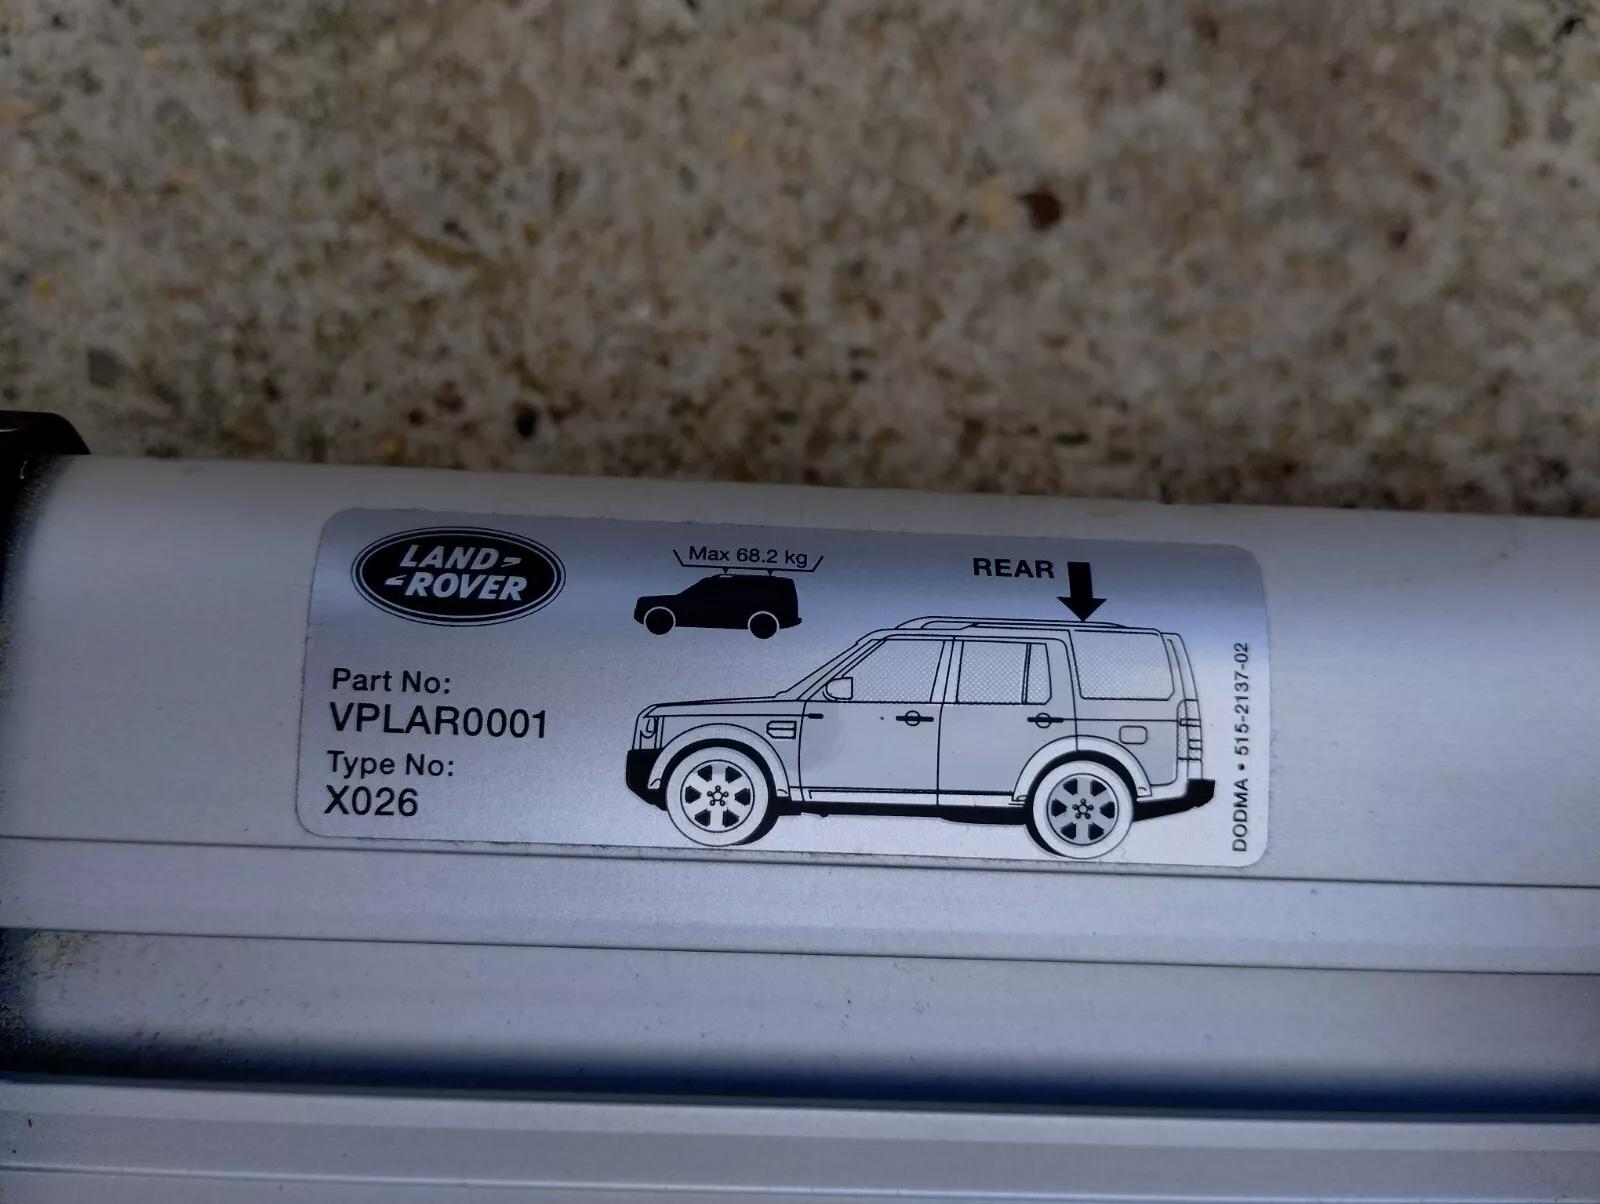 LAND-
-ROVER
Max 68.2 kg
REAR
Part No:
VPLAR0001
Type No:
X026
DODMA • 515-2137-02